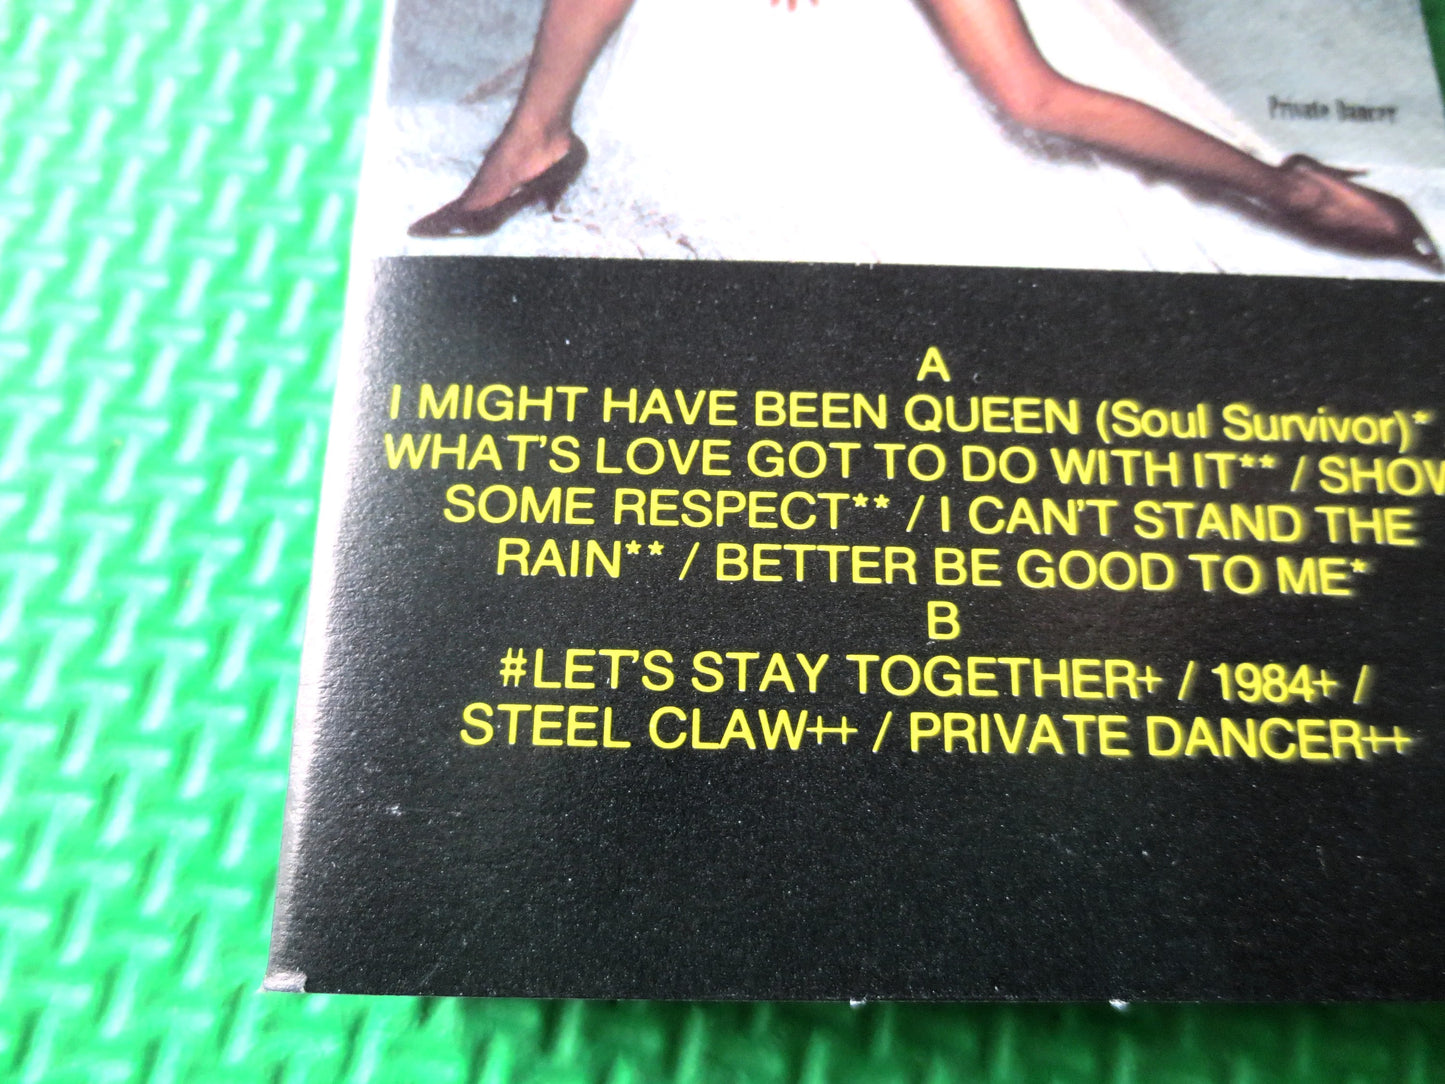 Private Dancer
A
I MIGHT HAVE BEEN QUEEN (Soul Survivor)*
WHAT'S LOVE GOT TO DO WITH IT** / SHOW
SOME RESPECT** / I CAN'T STAND THE
RAIN** / BETTER BE GOOD TO ME*
B
#LET'S STAY TOGETHER+ / 1984+ /
STEEL CLAW++ / PRIVATE DANCER++